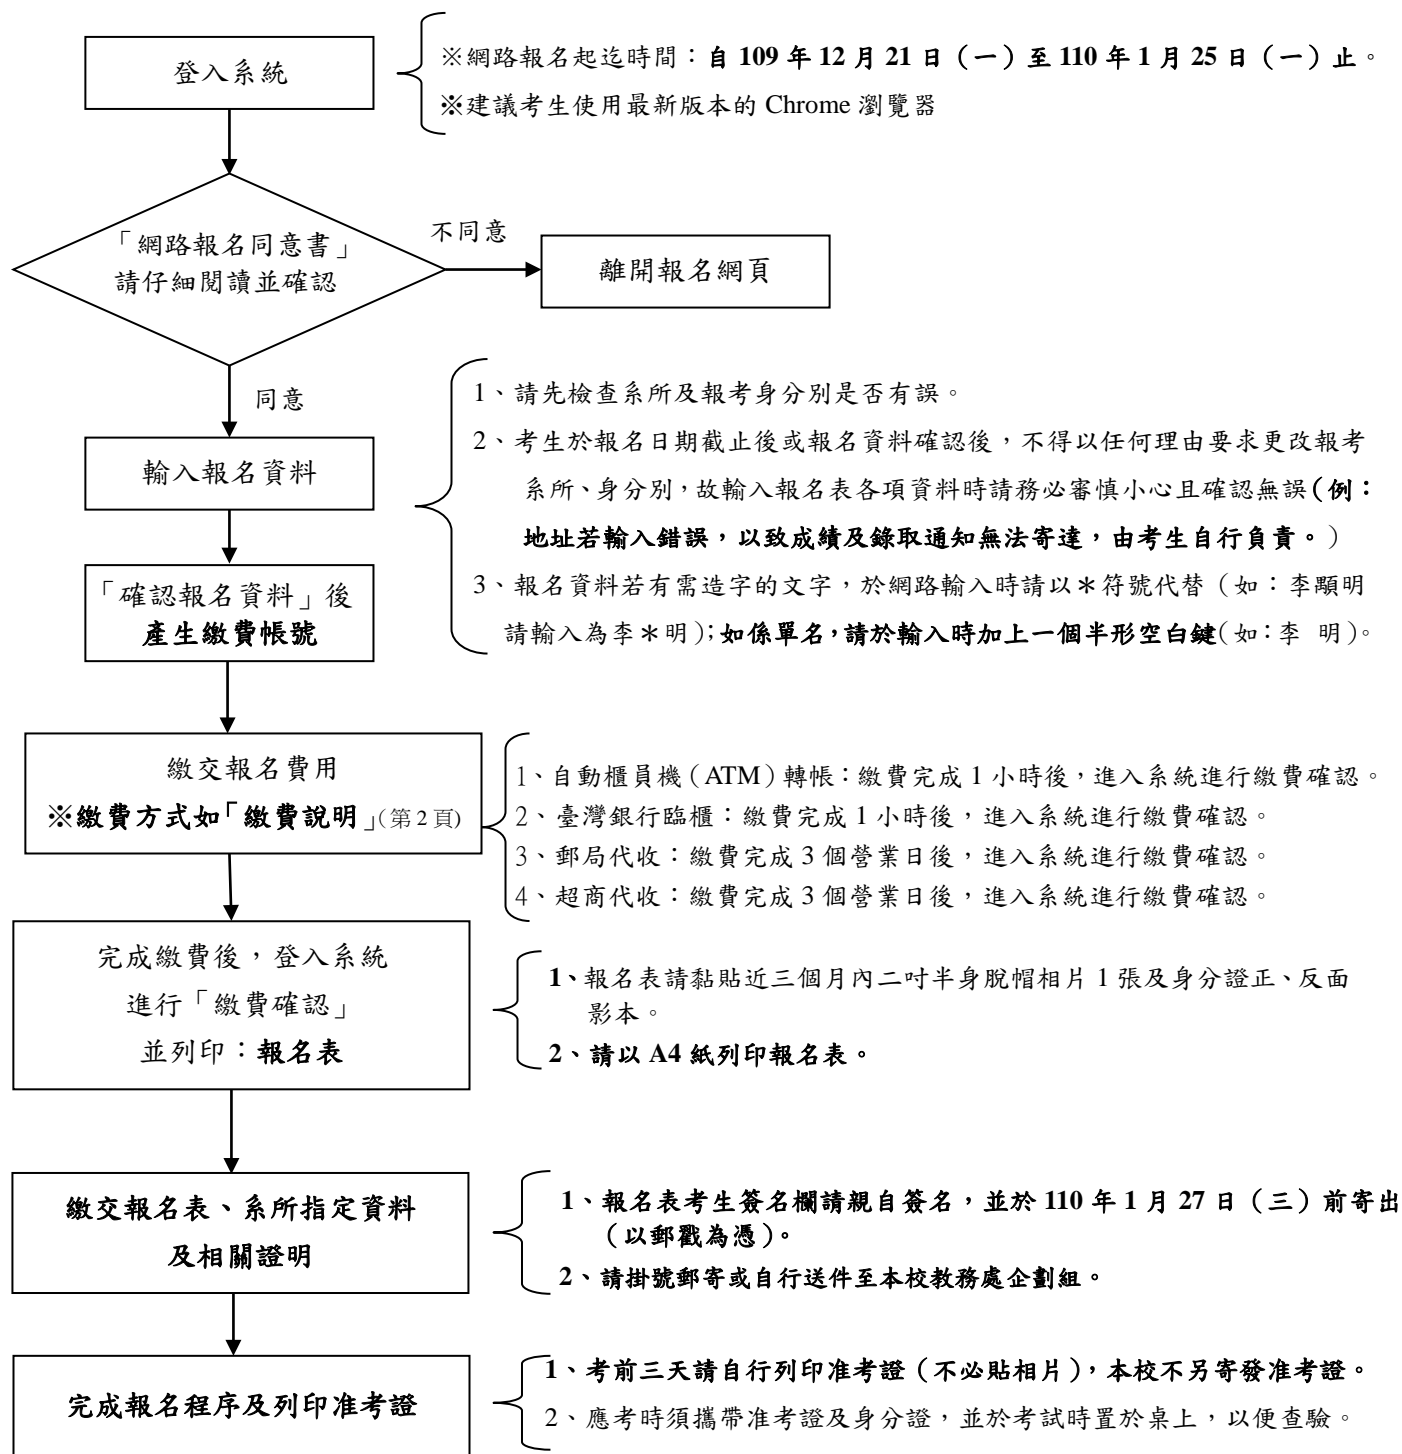 登入系統
※網路報名起迄時間：自 109 年 12 月 21 日（一）至 110 年 1 月 25 日（一）止。
※建議考生使用最新版本的 Chrome 瀏覽器
「網路報名同意書」
請仔細閱讀並確認
不同意
離開報名網頁
同意
輸入報名資料
1、請先檢查系所及報考身分別是否有誤。
2、考生於報名日期截止後或報名資料確認後，不得以任何理由要求更改報考
系所、身分別，故輸入報名表各項資料時請務必審慎小心且確認無誤（例：
地址若輸入錯誤，以致成績及錄取通知無法寄達，由考生自行負責。）
3、報名資料若有需造字的文字，於網路輸入時請以＊符號代替（如：李顯明
請輸入為李＊明）；如係單名，請於輸入時加上一個半形空白鍵（如：李 明）。
「確認報名資料」後
產生繳費帳號
繳交報名費用
※繳費方式如「繳費說明」（第 2 頁)
1、自動櫃員機（ATM）轉帳：繳費完成 1 小時後，進入系統進行繳費確認。
2、臺灣銀行臨櫃：繳費完成 1 小時後，進入系統進行繳費確認。
3、郵局代收：繳費完成 3 個營業日後，進入系統進行繳費確認。
4、超商代收：繳費完成 3 個營業日後，進入系統進行繳費確認。
完成繳費後，登入系統
進行「繳費確認」
並列印：報名表
1、報名表請黏貼近三個月內二吋半身脫帽相片 1 張及身分證正、反面
影本。
2、請以 A4 紙列印報名表。
繳交報名表、系所指定資料
及相關證明
1、報名表考生簽名欄請親自簽名，並於 110 年 1 月 27 日（三）前寄出
（以郵戳為憑）。
2、請掛號郵寄或自行送件至本校教務處企劃組。
完成報名程序及列印准考證
1、考前三天請自行列印准考證（不必貼相片），本校不另寄發准考證。
2、應考時須攜帶准考證及身分證，並於考試時置於桌上，以便查驗。